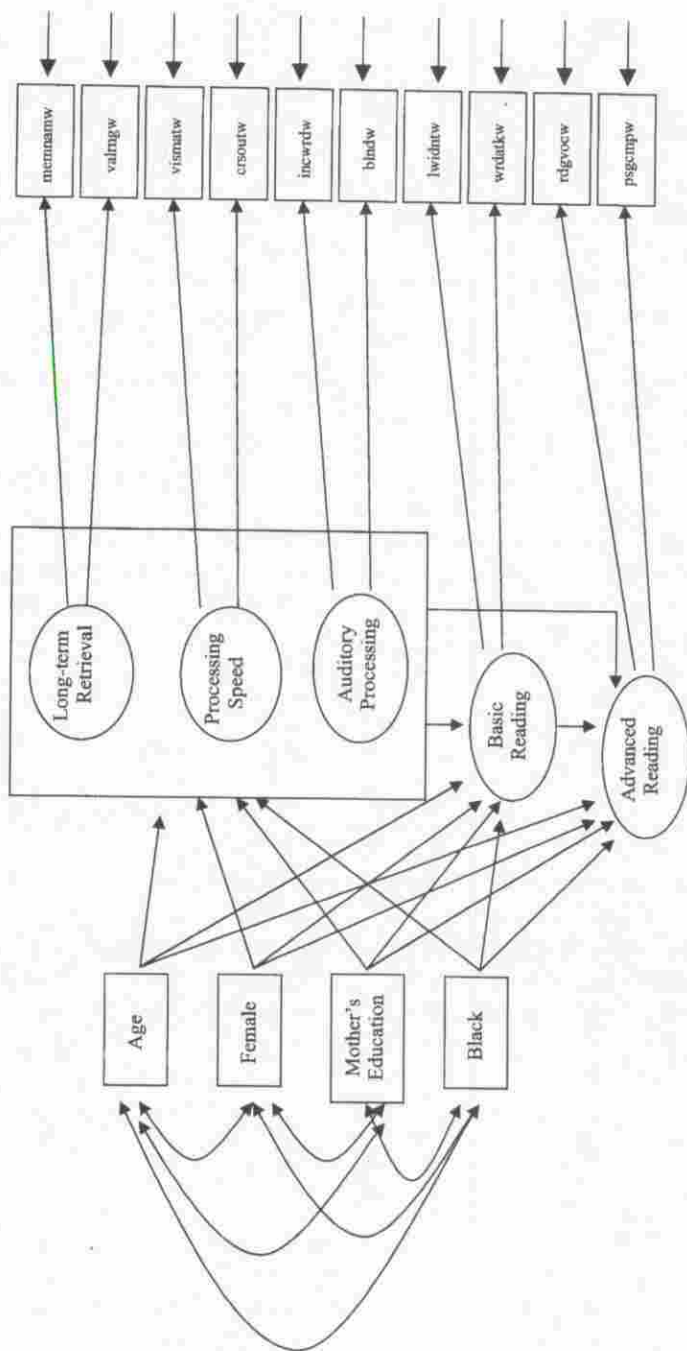 Age
Female
Mother's
Education
Black
Long-term
Retrieval
Processing
Speed
Auditory
Processing
Basic
Reading
Advanced
Reading
memnamw
valrngw
vismatw
crsoutw
incwrdw
blndw
lwidntw
wrdatkw
rdgvocw
psgcmpw